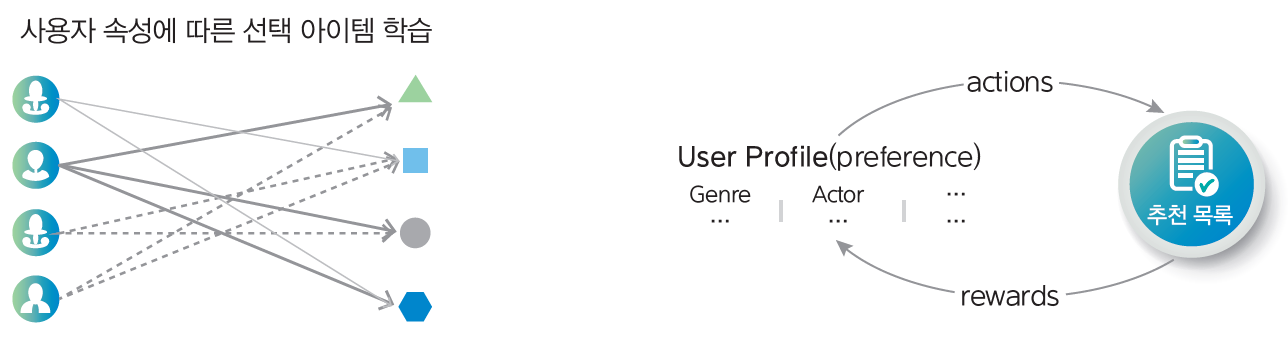 사용자 속성에 따른 선택 아이템 학습
actions
User Profile(preference)
Genre
...
Actor
...
...
...
추천 목록
rewards